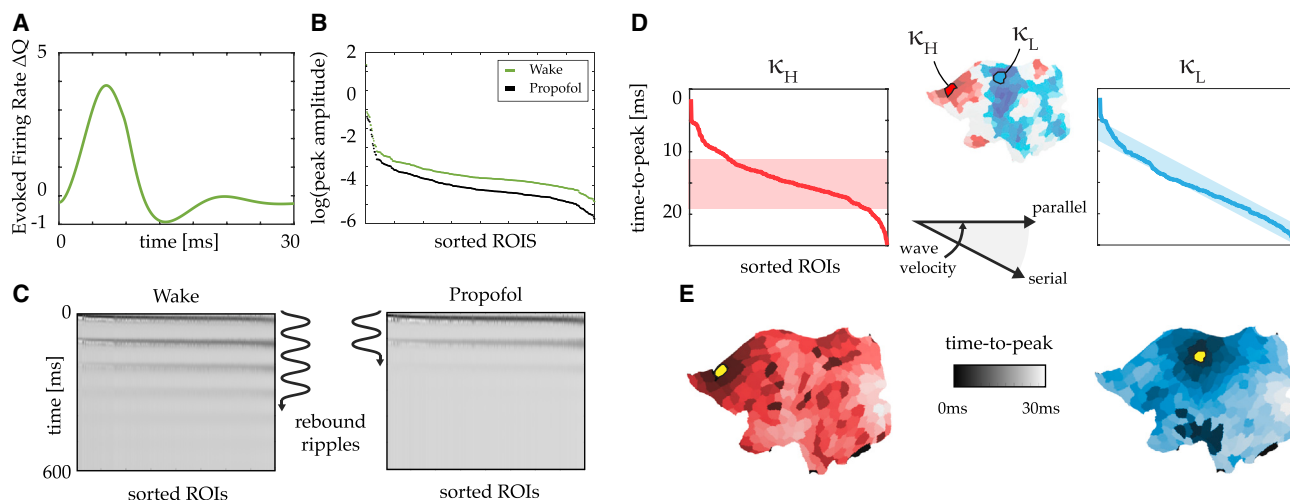 A
Evoked Firing Rate ΔQ
5
0
-1
0
time [ms]
30
B
log(peak amplitude)
2
0
-2
-4
-6
Wake
Propofol
sorted ROIS
C
Wake
Propofol
0
time [ms]
600
rebound
ripples
sorted ROIs
sorted ROIs
D
κH
κH
κL
κL
time-to-peak [ms]
0
10
20
sorted ROIs
parallel
wave
velocity
serial
E
time-to-peak
0ms
30ms